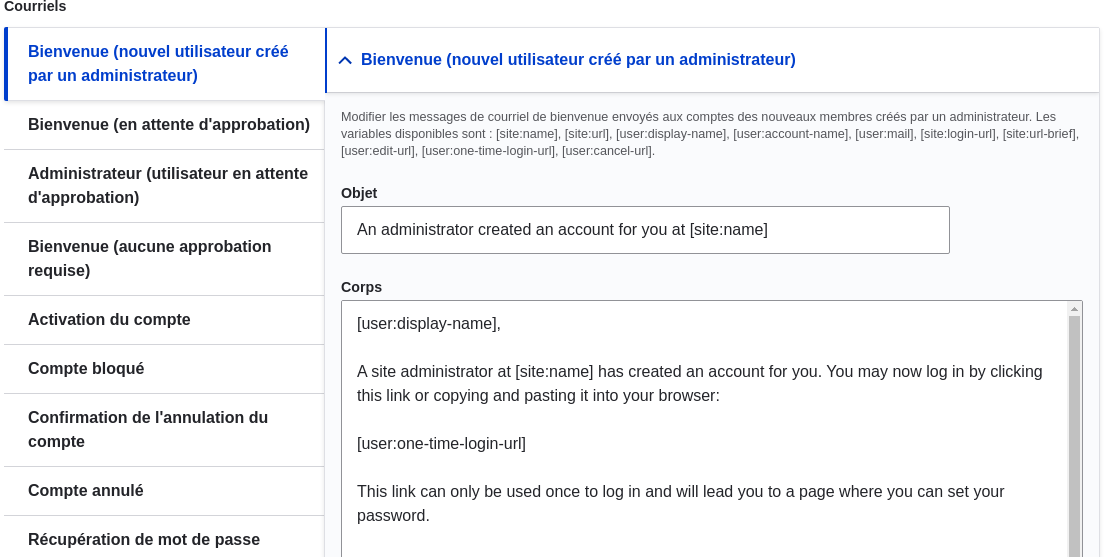 Courriels
Bienvenue (nouvel utilisateur créé
par un administrateur)
Bienvenue (en attente d'approbation)
Administrateur (utilisateur en attente
d'approbation)
Bienvenue (aucune approbation
requise)
Activation du compte
Compte bloqué
Confirmation de l'annulation du
compte
Compte annulé
Récupération de mot de passe
Bienvenue (nouvel utilisateur créé par un administrateur)
Modifier les messages de courriel de bienvenue envoyés aux comptes des nouveaux membres créés par un administrateur. Les
variables disponibles sont : [site:name], [site:url], [user:display-name], [user:account-name], [user:mail], [site:login-url], [site:url-brief],
[user:edit-url], [user:one-time-login-url], [user:cancel-url].
Objet
An administrator created an account for you at [site:name]
Corps
[user:display-name],
A site administrator at [site:name] has created an account for you. You may now log in by clicking
this link or copying and pasting it into your browser:
[user:one-time-login-url]
This link can only be used once to log in and will lead you to a page where you can set your
password.